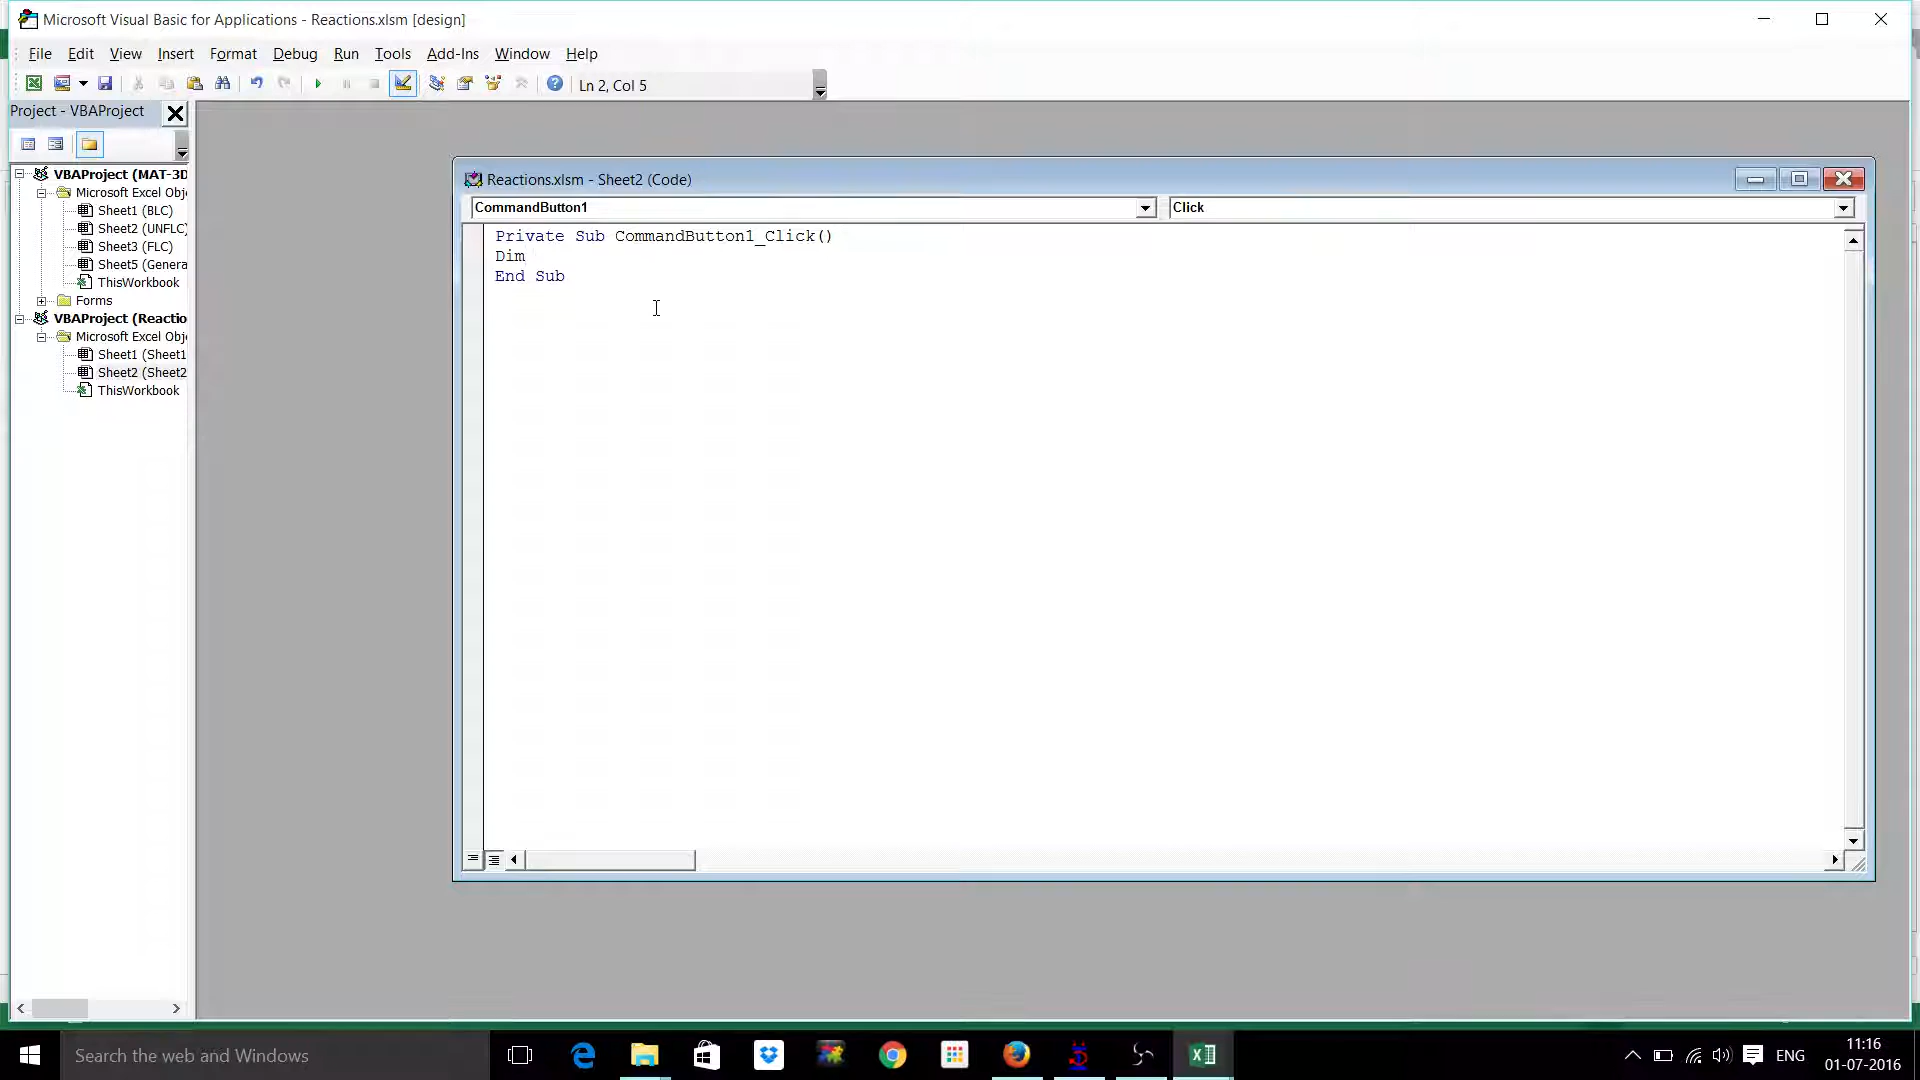 Microsoft Visual Basic for Applications - Reactions.xlsm [design]
File Edit View Insert Format Debug Run Tools Add-Ins Window Help
Ln 2, Col 5
Project - VBAProject
VBAProject (MAT-3D
Microsoft Excel Obj
Sheet1 (BLC)
Sheet2 (UNFLC)
Sheet3 (FLC)
Sheet5 (Genera
ThisWorkbook
Forms
VBAProject (Reactio
Microsoft Excel Obj
Sheet1 (Sheet1
Sheet2 (Sheet2
ThisWorkbook
Reactions.xlsm - Sheet2 (Code)
CommandButton1
Click
Private Sub CommandButton1_Click()
Dim
End Sub
Search the web and Windows
ENG
11:16
01-07-2016